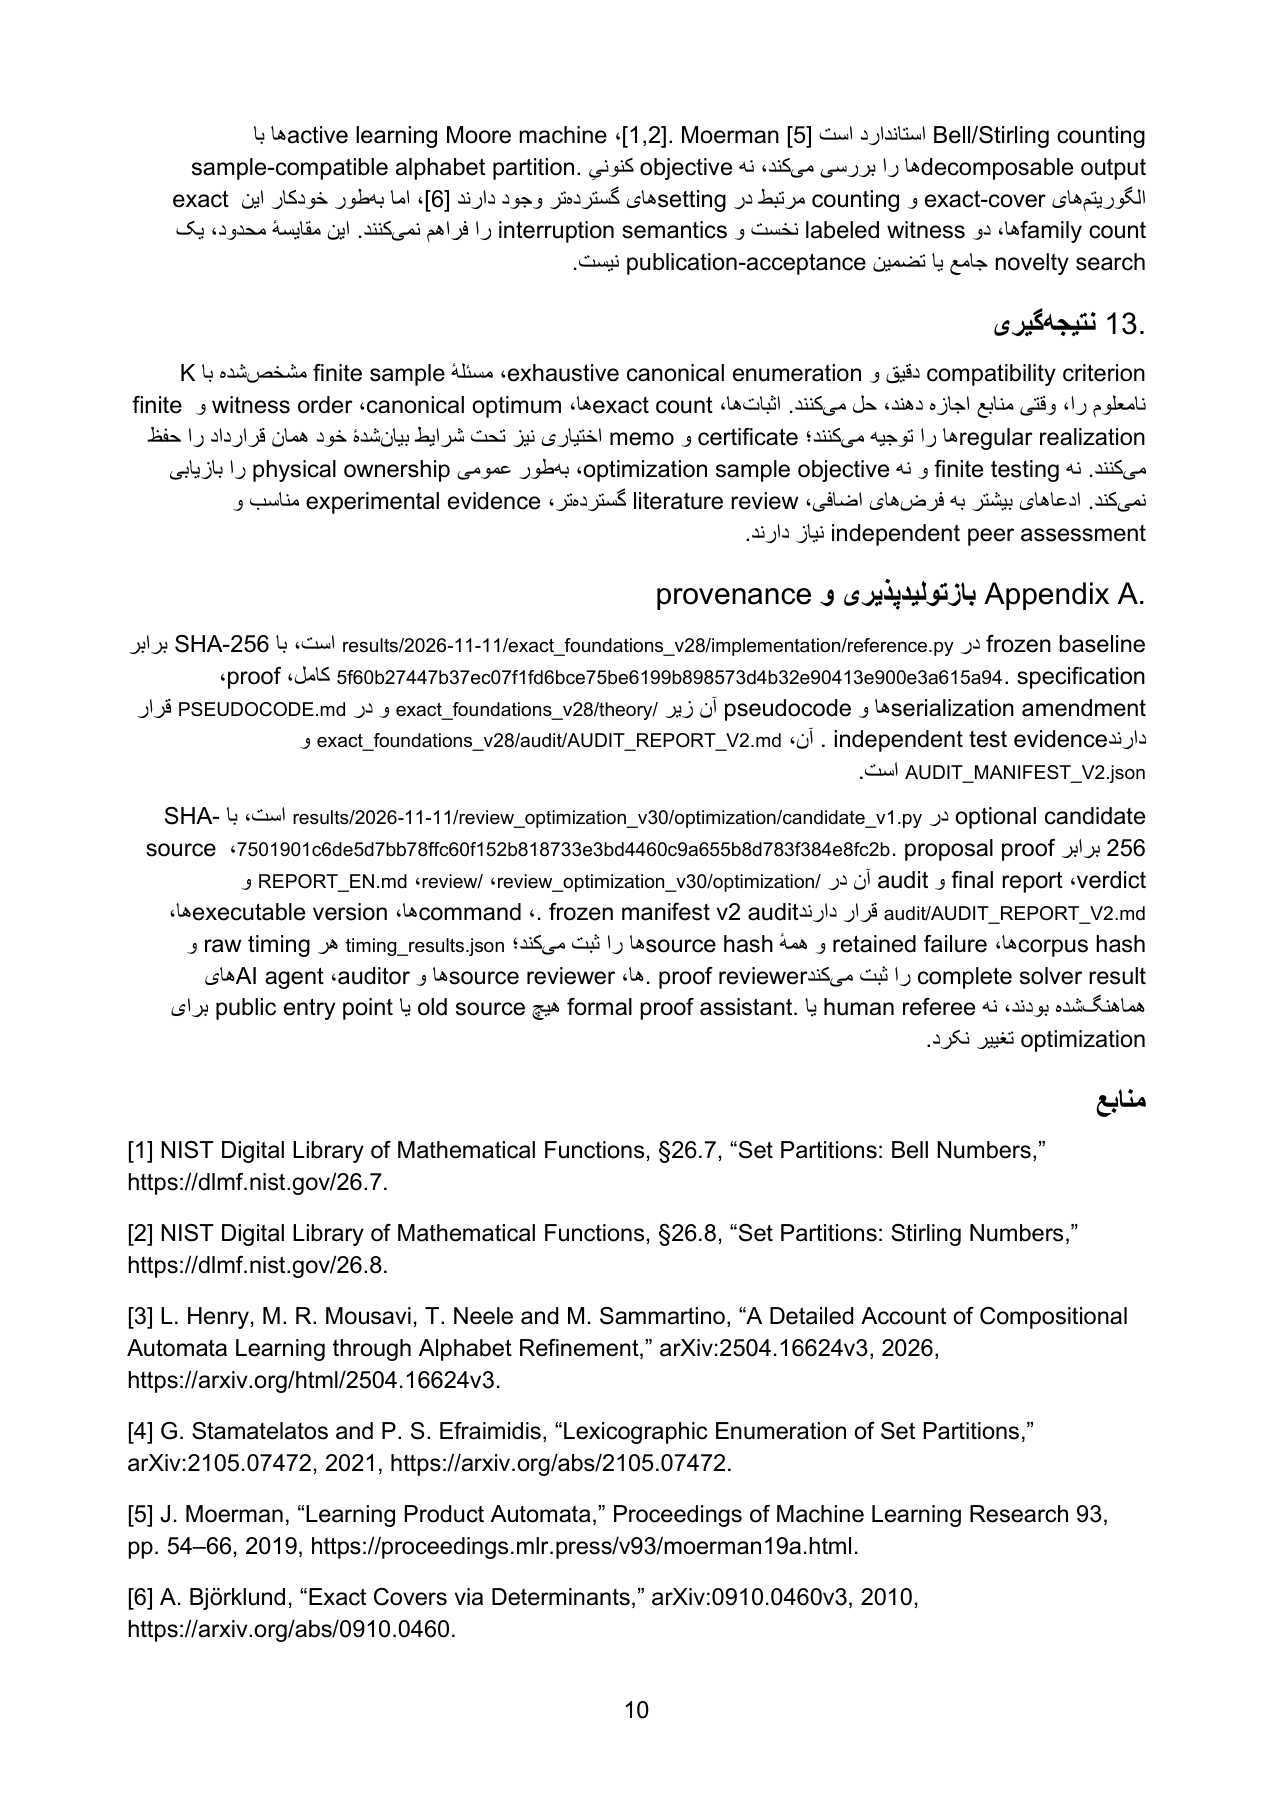 Bell/Stirling counting استاندارد است [1,2]. Moerman [5]، active learning Moore machineها با
decomposable outputها را بررسی می‌کند، نه objective کنونیِ sample-compatible alphabet partition.
الگوریتم‌های exact-cover و counting مرتبط در settingهای گسترده‌تر وجود دارند [6]، اما به‌طور خودکار این exact
family countها، دو labeled witness نخست و interruption semantics را فراهم نمی‌کنند. این مقایسهٔ محدود، یک
novelty search جامع یا تضمین publication-acceptance نیست.
13. نتیجه‌گیری
compatibility criterion دقیق و exhaustive canonical enumeration، مسئلهٔ finite sample مشخص‌شده با K
نامعلوم را، وقتی منابع اجازه دهند، حل می‌کنند. اثبات‌ها، exact countها، canonical optimum، witness order و finite
regular realizationها را توجیه می‌کنند؛ certificate و memo اختیاری نیز تحت شرایط بیان‌شدهٔ خود همان قرارداد را حفظ
می‌کنند. نه finite testing و نه optimization sample objective، به‌طور عمومی physical ownership را بازیابی
نمی‌کند. ادعاهای بیشتر به فرض‌های اضافی، literature review گسترده‌تر، experimental evidence مناسب و
independent peer assessment نیاز دارند.
Appendix A. بازتولیدپذیری و provenance
frozen baseline در results/2026-11-11/exact_foundations_v28/implementation/reference.py است، با SHA-256 برابر
5f60b27447b37ec07f1fd6bce75be6199b898573d4b32e90413e900e3a615a94. specification کامل، proof،
serialization amendmentها و pseudocode آن زیر exact_foundations_v28/theory/ و در PSEUDOCODE.md قرار
دارند. independent test evidence آن، exact_foundations_v28/audit/AUDIT_REPORT_V2.md و
AUDIT_MANIFEST_V2.json است.
optional candidate در results/2026-11-11/review_optimization_v30/optimization/candidate_v1.py است، با SHA-
256 برابر 7501901c6de5d7bb78ffc60f152b818733e3bd4460c9a655b8d783f384e8fc2b. proposal proof، source
verdict، final report و audit آن در review_optimization_v30/optimization/، review/، REPORT_EN.md و
audit/AUDIT_REPORT_V2.md قرار دارند. frozen manifest v2 audit، commandها، executable versionها،
corpus hashها، retained failure و همهٔ source hashها را ثبت می‌کند؛ timing_results.json هر raw timing و
complete solver result را ثبت می‌کند. proof reviewerها، source reviewerها و auditor، AI agentهای
هماهنگ‌شده بودند، نه human referee یا formal proof assistant. هیچ old source یا public entry point برای
optimization تغییر نکرد.
منابع
[1] NIST Digital Library of Mathematical Functions, §26.7, “Set Partitions: Bell Numbers,”
https://dlmf.nist.gov/26.7.
[2] NIST Digital Library of Mathematical Functions, §26.8, “Set Partitions: Stirling Numbers,”
https://dlmf.nist.gov/26.8.
[3] L. Henry, M. R. Mousavi, T. Neele and M. Sammartino, “A Detailed Account of Compositional
Automata Learning through Alphabet Refinement,” arXiv:2504.16624v3, 2026,
https://arxiv.org/html/2504.16624v3.
[4] G. Stamatelatos and P. S. Efraimidis, “Lexicographic Enumeration of Set Partitions,”
arXiv:2105.07472, 2021, https://arxiv.org/abs/2105.07472.
[5] J. Moerman, “Learning Product Automata,” Proceedings of Machine Learning Research 93,
pp. 54–66, 2019, https://proceedings.mlr.press/v93/moerman19a.html.
[6] A. Björklund, “Exact Covers via Determinants,” arXiv:0910.0460v3, 2010,
https://arxiv.org/abs/0910.0460.
10